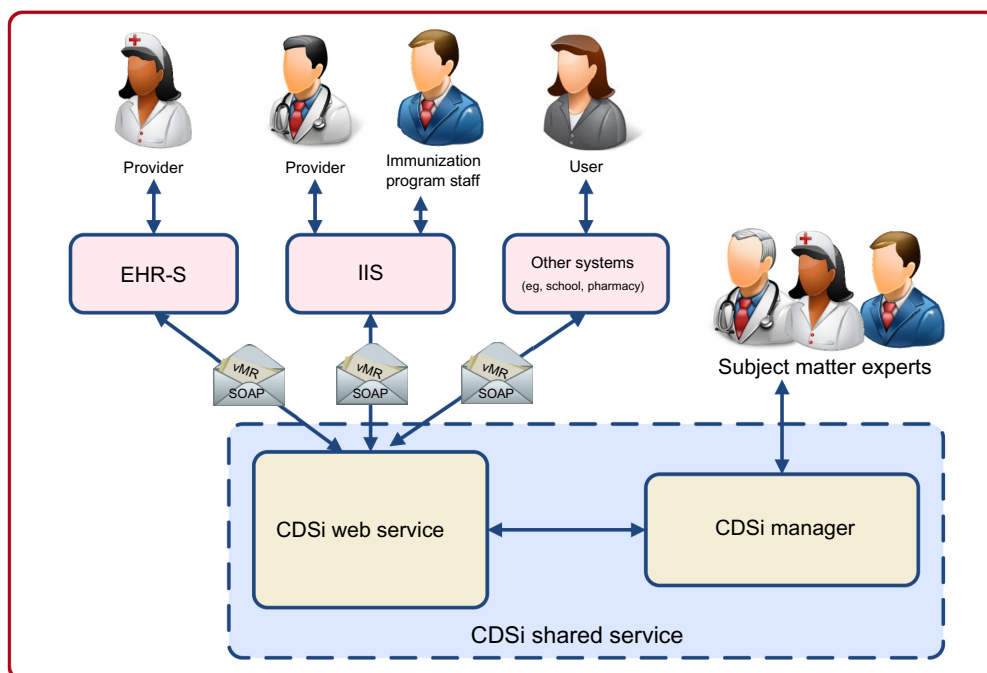 Provider
Provider
Immunization
program staff
User
EHR-S
IIS
Other systems
(eg, school, pharmacy)
vMR
SOAP
vMR
SOAP
vMR
SOAP
Subject matter experts
CDSi web service
CDSi manager
CDSi shared service